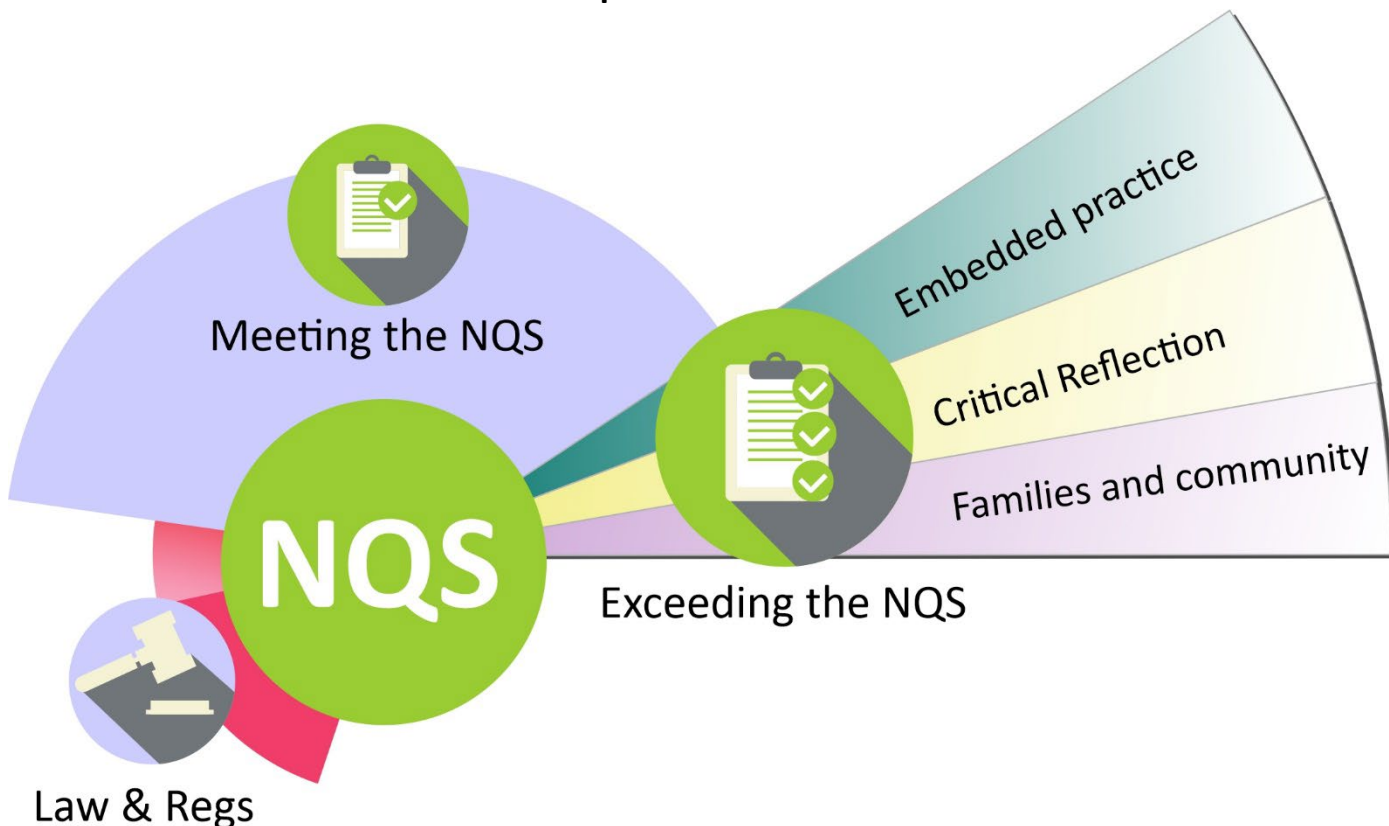 Meeting the NQS
Embedded practice
Critical Reflection
Families and community
NQS
Exceeding the NQS
Law & Regs